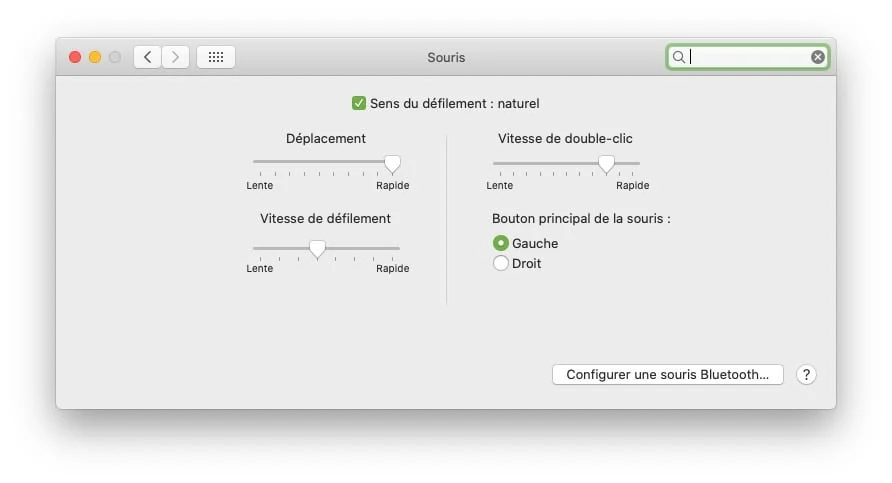 Souris
Sens du défilement : naturel
Déplacement
Lente Rapide
Vitesse de défilement
Lente Rapide
Vitesse de double-clic
Lente Rapide
Bouton principal de la souris :
Gauche
Droit
Configurer une souris Bluetooth...
?